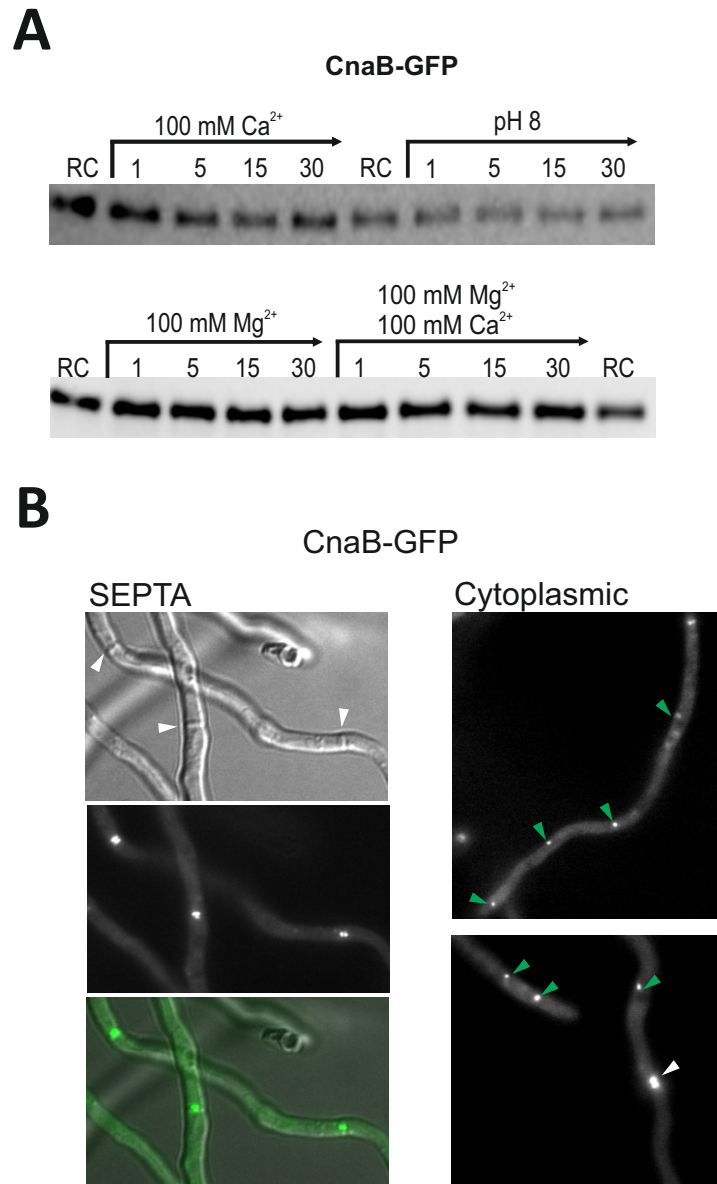 A
CnaB-GFP
100 mM Ca²⁺
pH 8
RC 1 5 15 30 RC 1 5 15 30
100 mM Mg²⁺
100 mM Mg²⁺
100 mM Ca²⁺
RC 1 5 15 30 1 5 15 30 RC
B
CnaB-GFP
SEPTA
Cytoplasmic